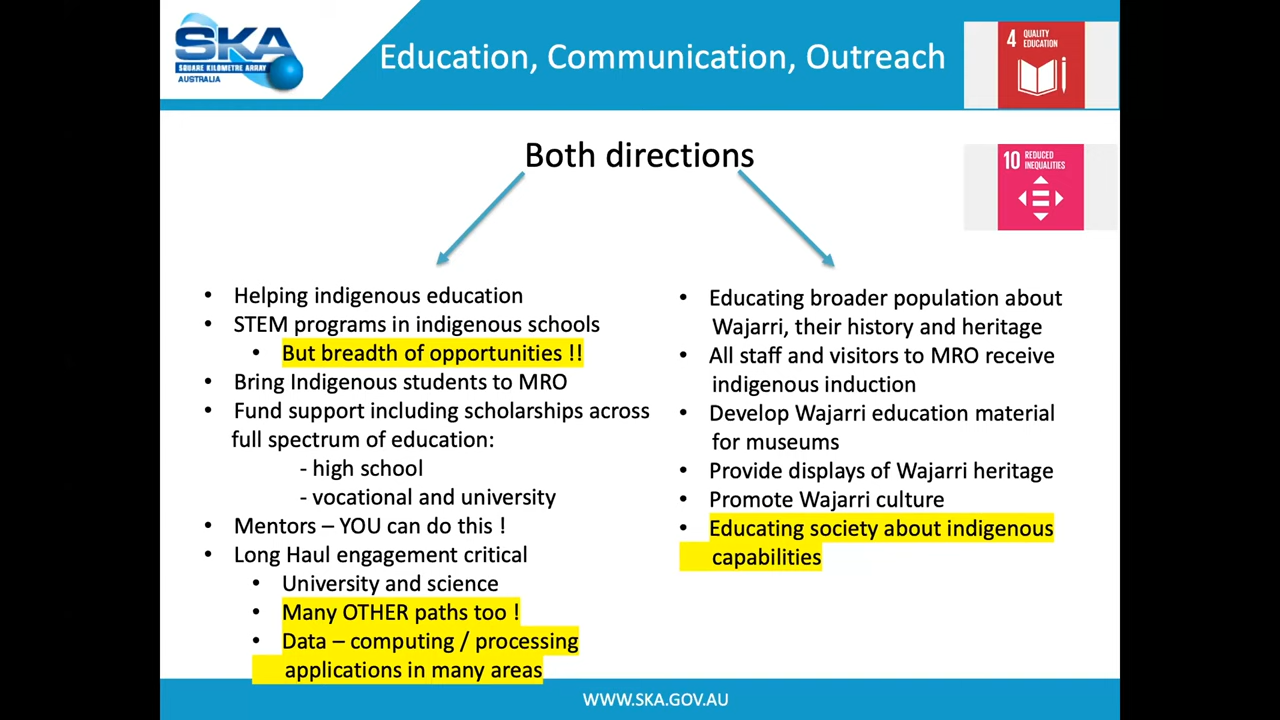 SKA
SQUARE KILOMETRE ARRAY
AUSTRALIA
Education, Communication, Outreach
4 QUALITY
EDUCATION
Both directions
10 REDUCED
INEQUALITIES
• Helping indigenous education
• STEM programs in indigenous schools
• But breadth of opportunities !!
• Bring Indigenous students to MRO
• Fund support including scholarships across
full spectrum of education:
- high school
- vocational and university
• Mentors – YOU can do this !
• Long Haul engagement critical
• University and science
• Many OTHER paths too !
• Data – computing / processing
applications in many areas
• Educating broader population about
Wajarri, their history and heritage
• All staff and visitors to MRO receive
indigenous induction
• Develop Wajarri education material
for museums
• Provide displays of Wajarri heritage
• Promote Wajarri culture
• Educating society about indigenous
capabilities
WWW.SKA.GOV.AU